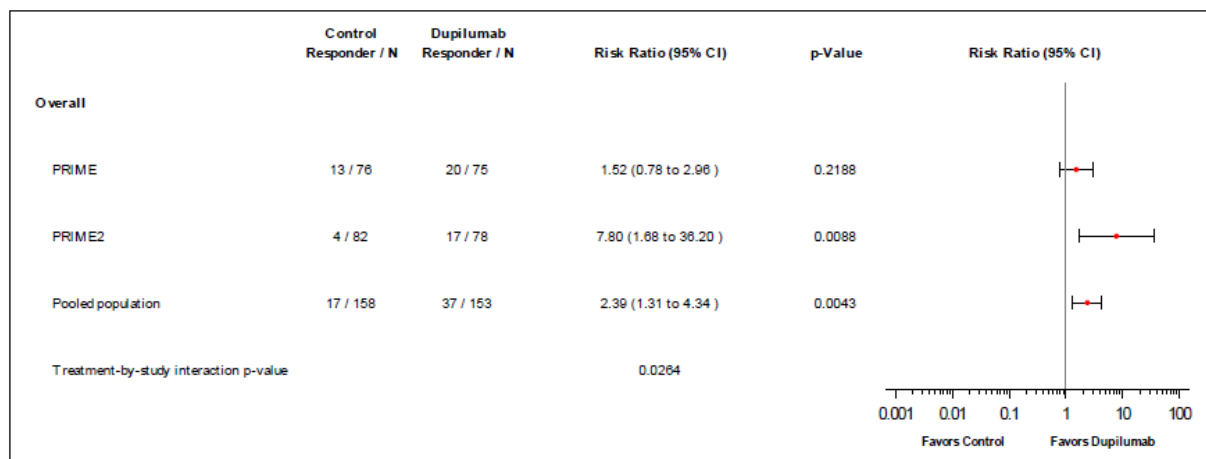 Control Dupilumab
Responder / N Responder / N Risk Ratio (95% CI) p-Value Risk Ratio (95% CI)
Overall
PRIME 13 / 76 20 / 75 1.52 (0.78 to 2.96 ) 0.2188
PRIME2 4 / 82 17 / 78 7.80 (1.68 to 36.20 ) 0.0088
Pooled population 17 / 158 37 / 153 2.39 (1.31 to 4.34 ) 0.0043
Treatment-by-study interaction p-value 0.0264
0.001 0.01 0.1 1 10 100
Favors Control Favors Dupilumab